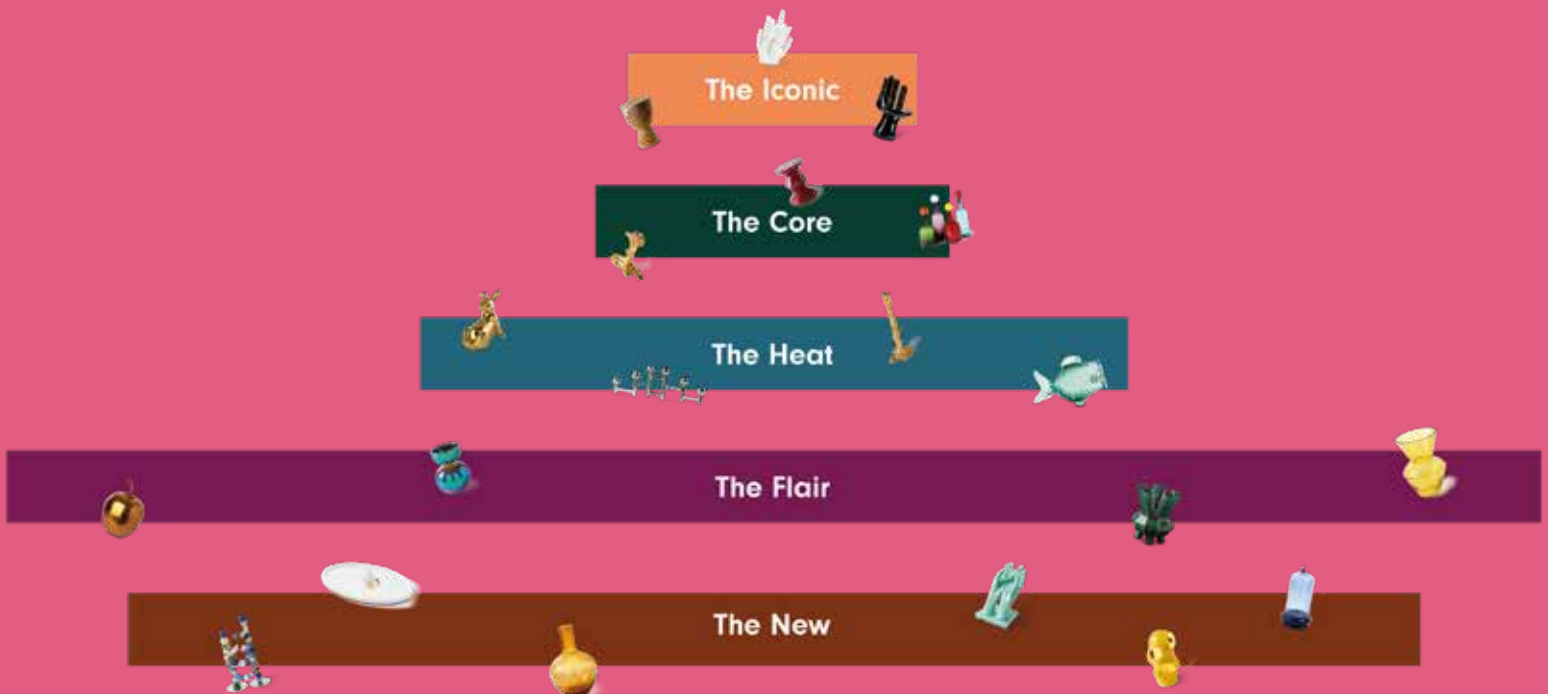 The Iconic
The Core
The Heat
The Flair
The New